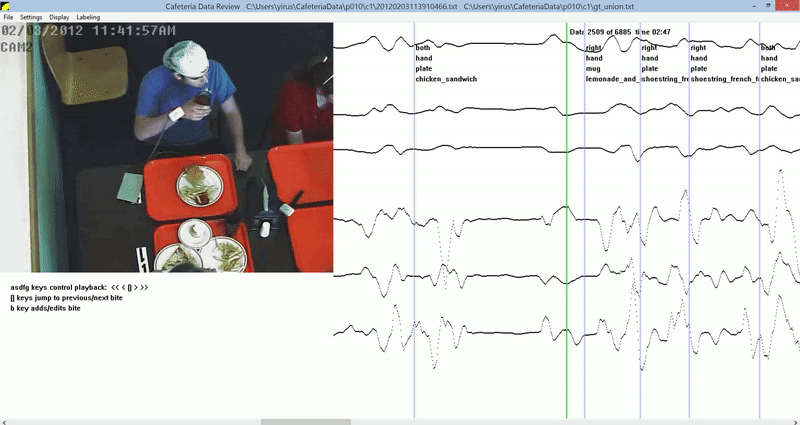 Cafeteria Data Review C:\Users\yirus\CafeteriaData\p010\c1\20120203113910466.txt C:\Users\yirus\CafeteriaData\p010\c1\gt_union.txt
File Settings Display Labeling
02/03/2012 11:41:57AM
CAM2
Data 2509 of 6885 time 02:47
both
hand
plate
chicken_sandwich
right
hand
mug
lemonade_and_
right
hand
plate
shoestring_fre
right
hand
plate
shoestring_french_f
both
hand
plate
chicken_sa
asdfg keys control playback: << < [] > >>
[] keys jump to previous/next bite
b key adds/edits bite